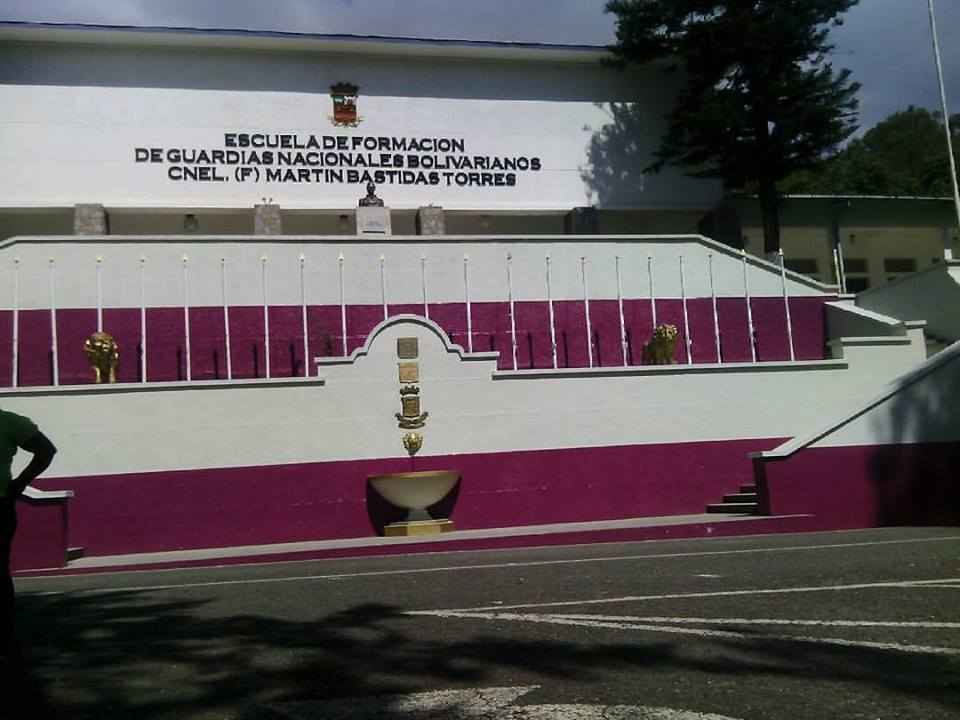 ESCUELA DE FORMACION
DE GUARDIAS NACIONALES BOLIVARIANOS
CNEL. (F) MARTIN BASTIDAS TORRES